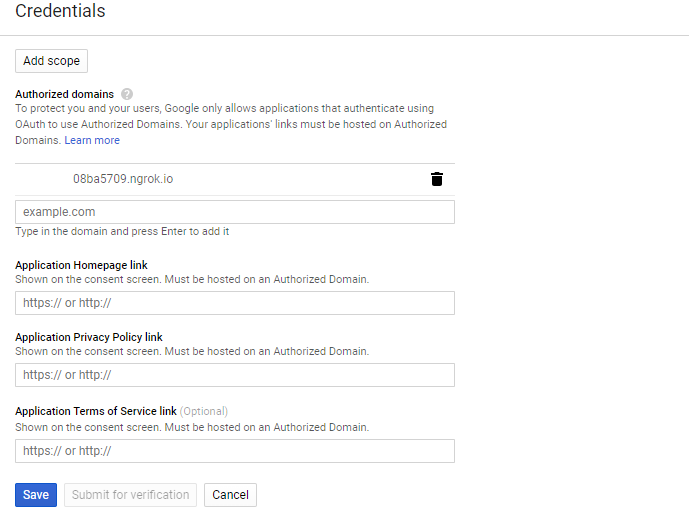 Credentials
Add scope
Authorized domains ?
To protect you and your users, Google only allows applications that authenticate using
OAuth to use Authorized Domains. Your applications' links must be hosted on Authorized
Domains. Learn more
08ba5709.ngrok.io
example.com
Type in the domain and press Enter to add it
Application Homepage link
Shown on the consent screen. Must be hosted on an Authorized Domain.
https:// or http://
Application Privacy Policy link
Shown on the consent screen. Must be hosted on an Authorized Domain.
https:// or http://
Application Terms of Service link (Optional)
Shown on the consent screen. Must be hosted on an Authorized Domain.
https:// or http://
Save Submit for verification Cancel